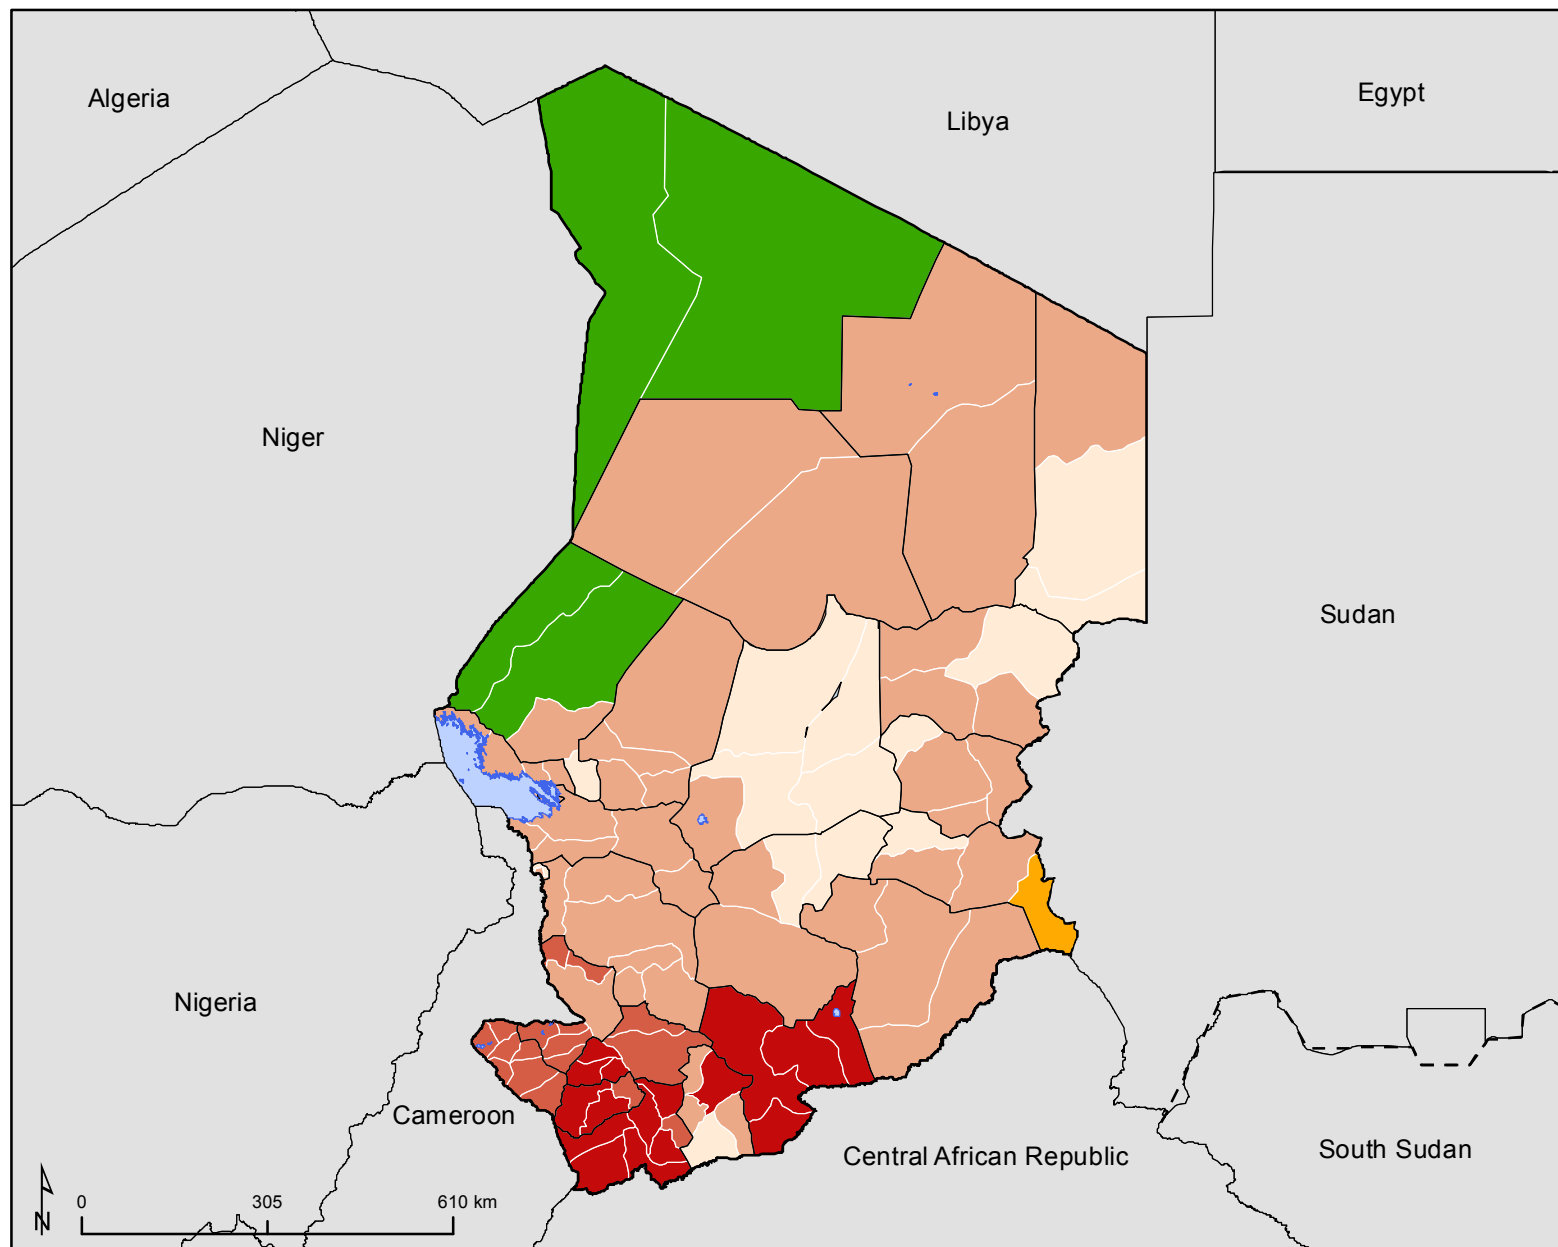 Algeria
Egypt
Libya
Niger
Sudan
Nigeria
Cameroon
Central African Republic
South Sudan
N
0 305 610 km